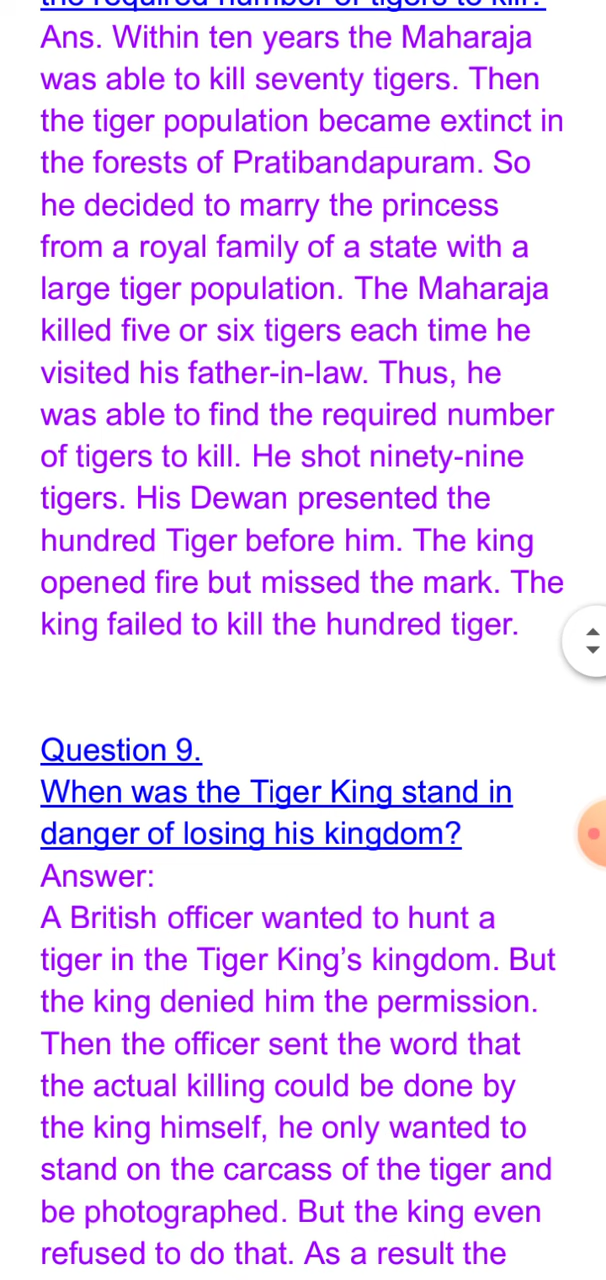 the required number of tigers to kill?
Ans. Within ten years the Maharaja
was able to kill seventy tigers. Then
the tiger population became extinct in
the forests of Pratibandapuram. So
he decided to marry the princess
from a royal family of a state with a
large tiger population. The Maharaja
killed five or six tigers each time he
visited his father-in-law. Thus, he
was able to find the required number
of tigers to kill. He shot ninety-nine
tigers. His Dewan presented the
hundred Tiger before him. The king
opened fire but missed the mark. The
king failed to kill the hundred tiger.
Question 9.
When was the Tiger King stand in
danger of losing his kingdom?
Answer:
A British officer wanted to hunt a
tiger in the Tiger King’s kingdom. But
the king denied him the permission.
Then the officer sent the word that
the actual killing could be done by
the king himself, he only wanted to
stand on the carcass of the tiger and
be photographed. But the king even
refused to do that. As a result the